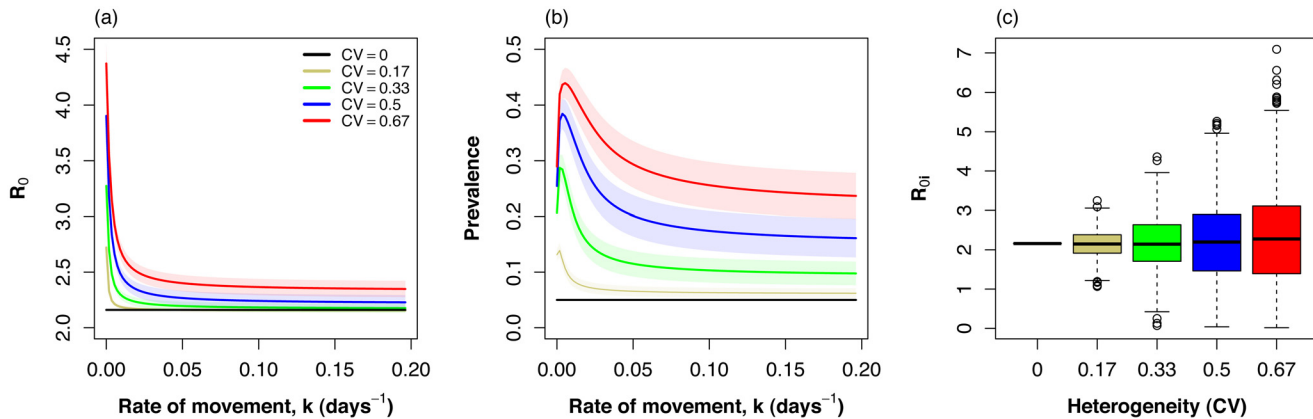 (a)
R0
4.5
4.0
3.5
3.0
2.5
2.0
CV = 0
CV = 0.17
CV = 0.33
CV = 0.5
CV = 0.67
0.00 0.05 0.10 0.15 0.20
Rate of movement, k (days⁻¹)
(b)
Prevalence
0.5
0.4
0.3
0.2
0.1
0.0
0.00 0.05 0.10 0.15 0.20
Rate of movement, k (days⁻¹)
(c)
R0i
7
6
5
4
3
2
1
0
0 0.17 0.33 0.5 0.67
Heterogeneity (CV)